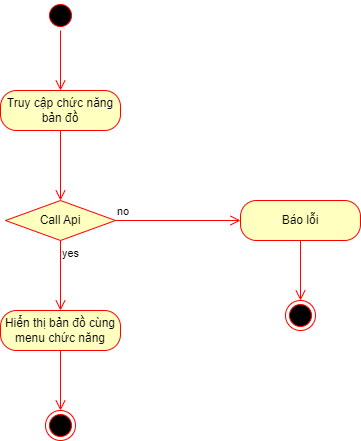 Truy cập chức năng
bản đồ
Call Api
no
Báo lỗi
yes
Hiển thị bản đồ cùng
menu chức năng